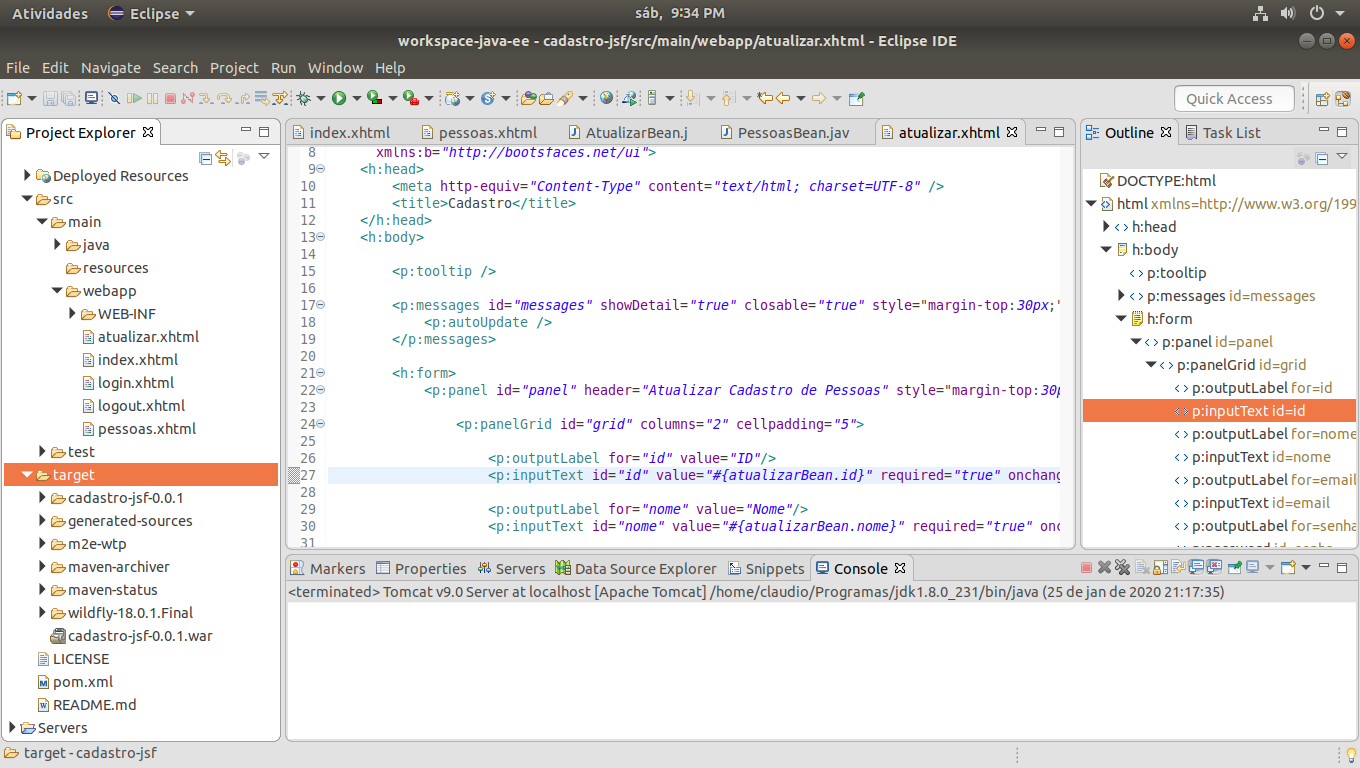 Atividades Eclipse sáb, 9:34 PM
workspace-java-ee - cadastro-jsf/src/main/webapp/atualizar.xhtml - Eclipse IDE
File Edit Navigate Search Project Run Window Help
Quick Access
Project Explorer
Deployed Resources
src
main
java
resources
webapp
WEB-INF
atualizar.xhtml
index.xhtml
login.xhtml
logout.xhtml
pessoas.xhtml
test
target
cadastro-jsf-0.0.1
generated-sources
m2e-wtp
maven-archiver
maven-status
wildfly-18.0.1.Final
cadastro-jsf-0.0.1.war
LICENSE
pom.xml
README.md
Servers
index.xhtml pessoas.xhtml AtualizarBean.j PessoasBean.jav atualizar.xhtml
8 xmlns:b="http://bootsfaces.net/ui">
9 <h:head>
10 <meta http-equiv="Content-Type" content="text/html; charset=UTF-8" />
11 <title>Cadastro</title>
12 </h:head>
13 <h:body>
14
15 <p:tooltip />
16
17 <p:messages id="messages" showDetail="true" closable="true" style="margin-top:30px;"
18 <p:autoUpdate />
19 </p:messages>
20
21 <h:form>
22 <p:panel id="panel" header="Atualizar Cadastro de Pessoas" style="margin-top:30p
23
24 <p:panelGrid id="grid" columns="2" cellpadding="5">
25
26 <p:outputLabel for="id" value="ID"/>
27 <p:inputText id="id" value="#{atualizarBean.id}" required="true" onchang
28
29 <p:outputLabel for="nome" value="Nome"/>
30 <p:inputText id="nome" value="#{atualizarBean.nome}" required="true" onc
31
Outline Task List
DOCTYPE:html
html xmlns=http://www.w3.org/199
h:head
h:body
p:tooltip
p:messages id=messages
h:form
p:panel id=panel
p:panelGrid id=grid
p:outputLabel for=id
p:inputText id=id
p:outputLabel for=nome
p:inputText id=nome
p:outputLabel for=email
p:inputText id=email
p:outputLabel for=senha
Markers Properties Servers Data Source Explorer Snippets Console
<terminated> Tomcat v9.0 Server at localhost [Apache Tomcat] /home/claudio/Programas/jdk1.8.0_231/bin/java (25 de jan de 2020 21:17:35)
target - cadastro-jsf